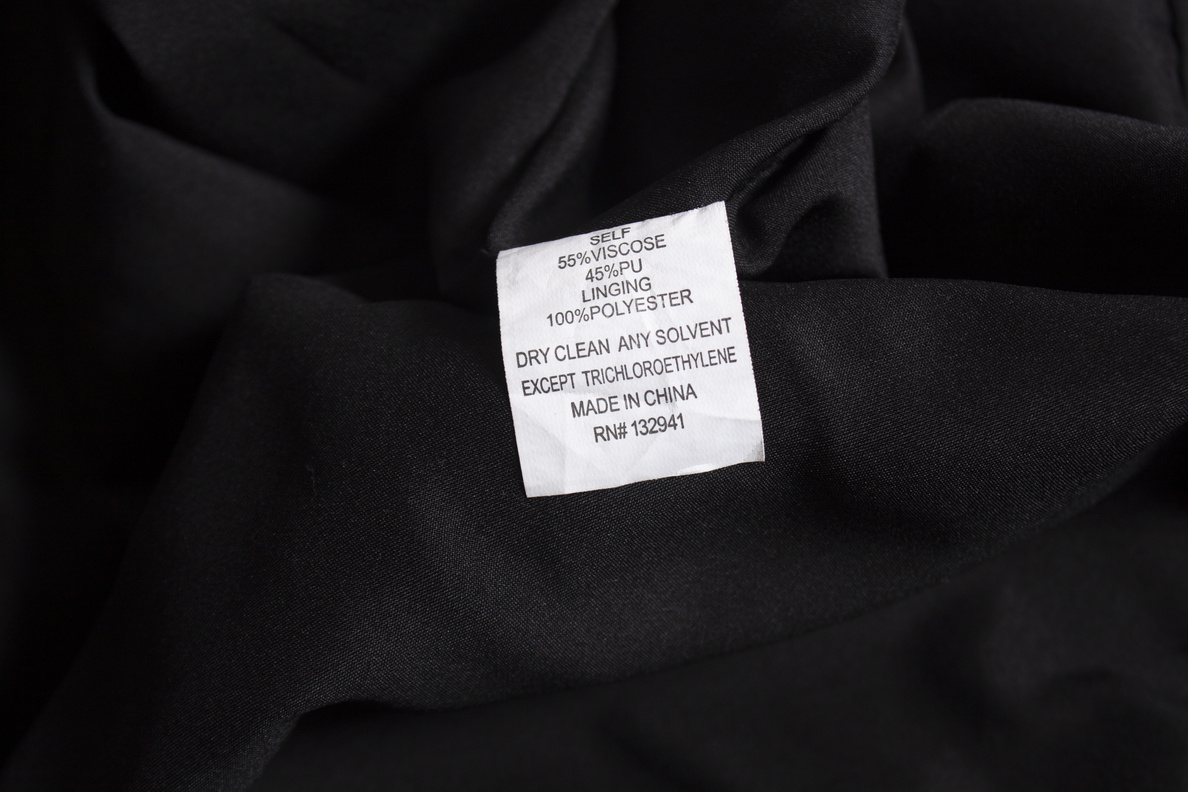 SELF
55%VISCOSE
45%PU
LINGING
100%POLYESTER
DRY CLEAN ANY SOLVENT
EXCEPT TRICHLOROETHYLENE
MADE IN CHINA
RN# 132941